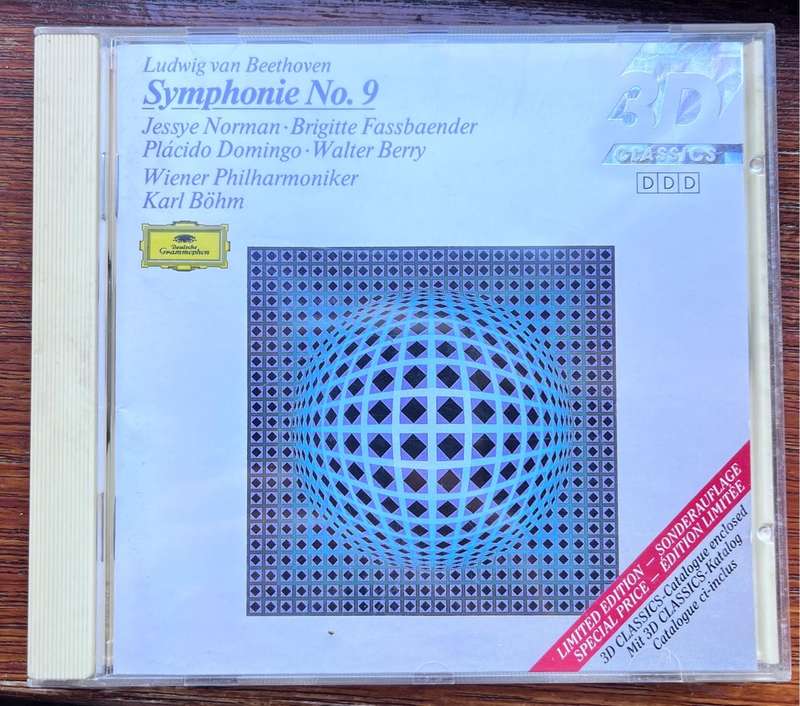 Ludwig van Beethoven
Symphonie No. 9
Jessye Norman · Brigitte Fassbaender
Plácido Domingo · Walter Berry
Wiener Philharmoniker
Karl Böhm
Deutsche
Grammophon
3D
CLASSICS
DDD
LIMITED EDITION – SONDERAUFLAGE
SPECIAL PRICE – ÉDITION LIMITÉE
3D CLASSICS-Catalogue enclosed
Mit 3D CLASSICS-Katalog
Catalogue ci-inclus